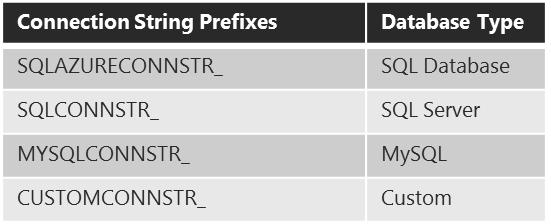 Connection String Prefixes Database Type
SQLAZURECONNSTR_ SQL Database
SQLCONNSTR_ SQL Server
MYSQLCONNSTR_ MySQL
CUSTOMCONNSTR_ Custom